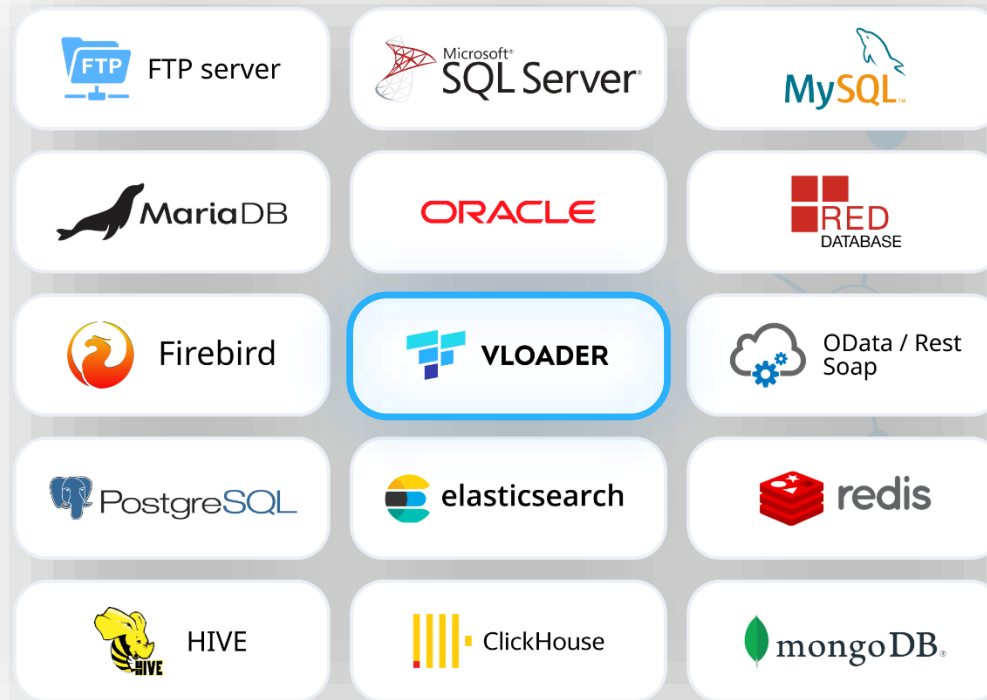 FTP
FTP server
Microsoft®
SQL Server®
MySQL™
MariaDB
ORACLE
RED
DATABASE
Firebird
VLOADER
OData / Rest
Soap
PostgreSQL
elasticsearch
redis
HIVE
HIVE
ClickHouse
mongoDB®